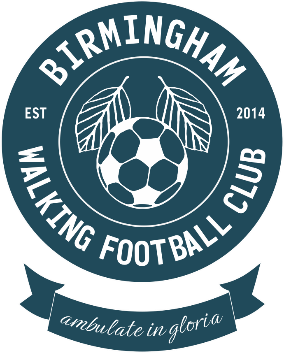 BIRMINGHAM
EST 2014
WALKING FOOTBALL CLUB
ambulate in gloria